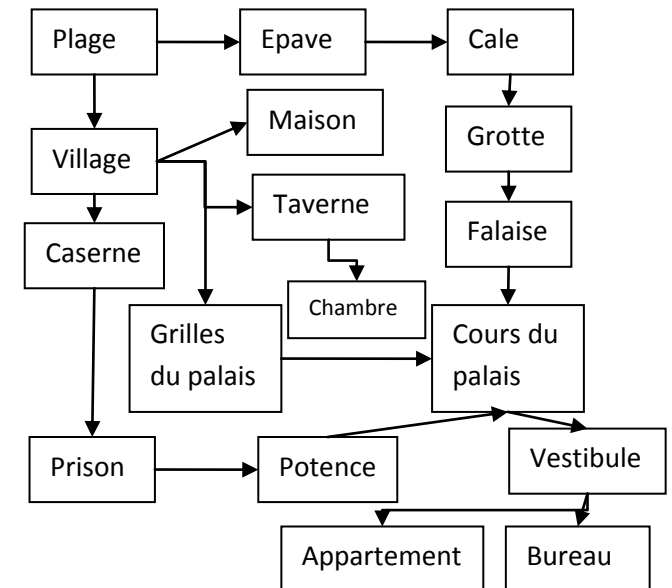 Plage
Epave
Cale
Maison
Grotte
Village
Taverne
Falaise
Caserne
Chambre
Grilles
du palais
Cours du
palais
Prison
Potence
Vestibule
Appartement
Bureau